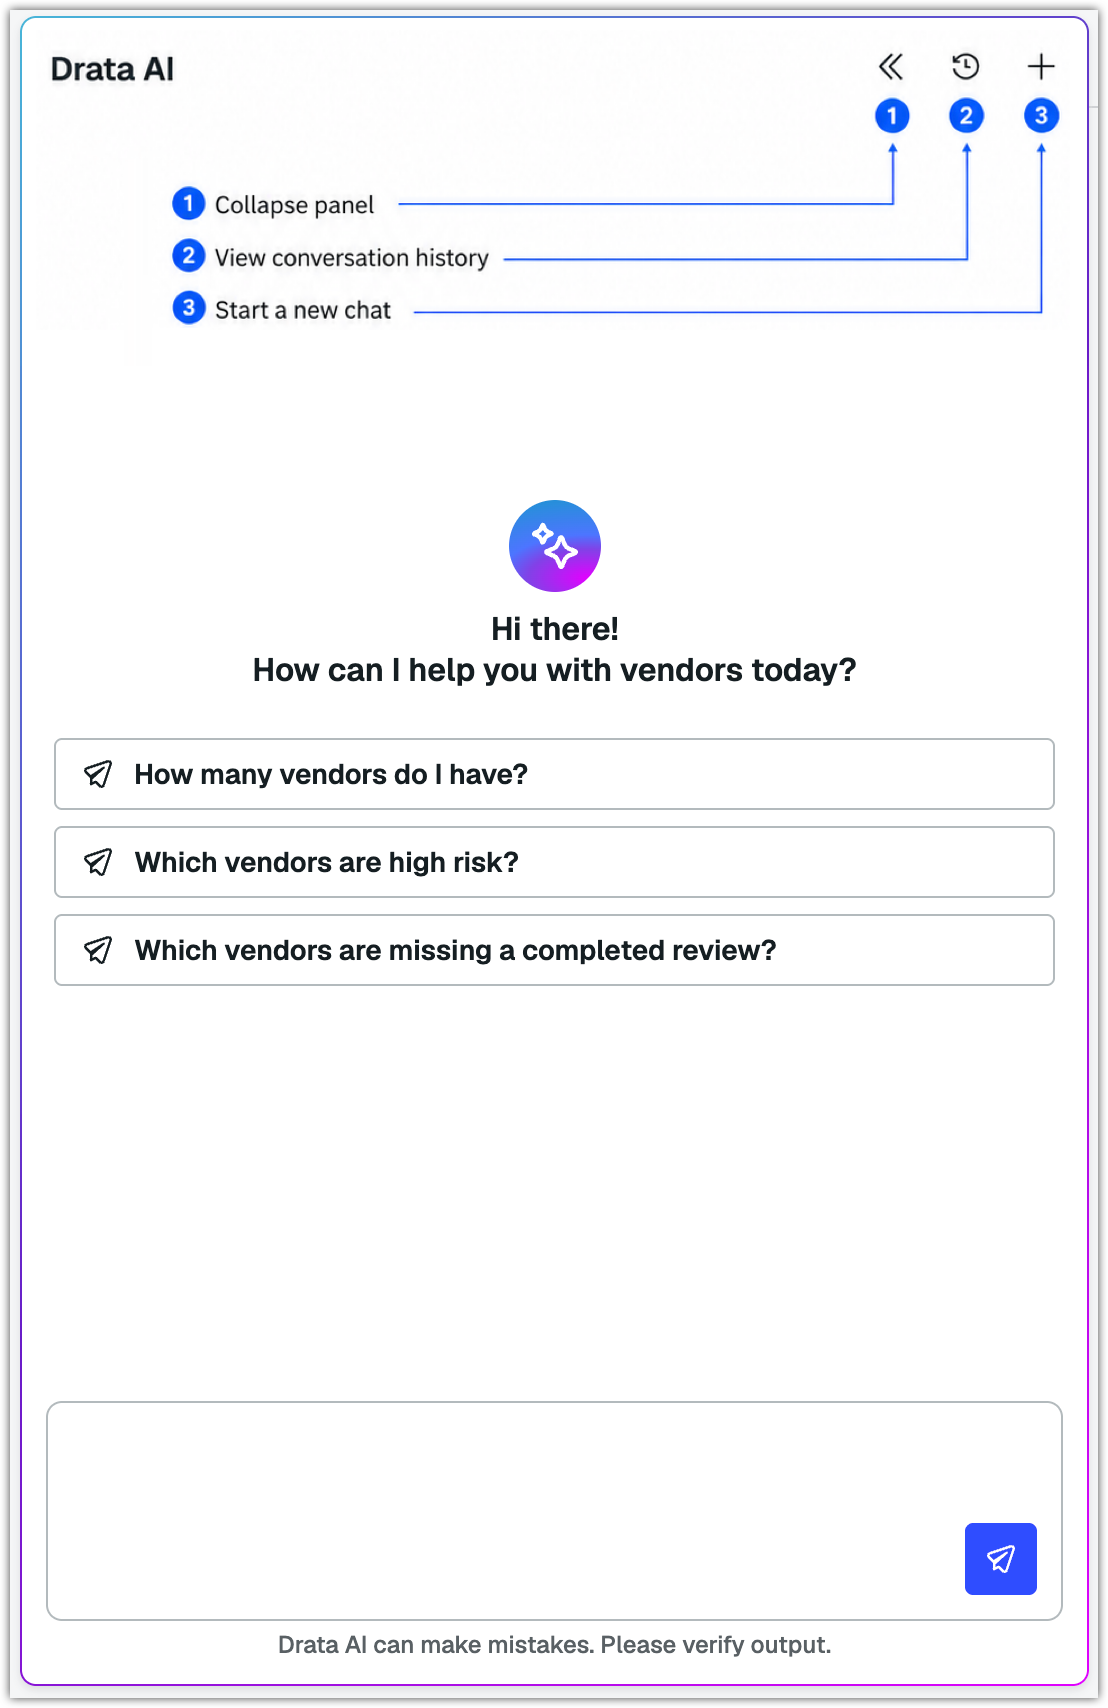 Drata AI
1 2 3
1 Collapse panel
2 View conversation history
3 Start a new chat
Hi there!
How can I help you with vendors today?
How many vendors do I have?
Which vendors are high risk?
Which vendors are missing a completed review?
Drata AI can make mistakes. Please verify output.